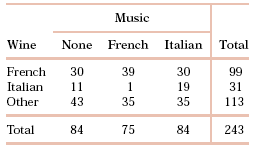 Music
Wine None French Italian Total
French 30 39 30 99
Italian 11 1 19 31
Other 43 35 35 113
Total 84 75 84 243